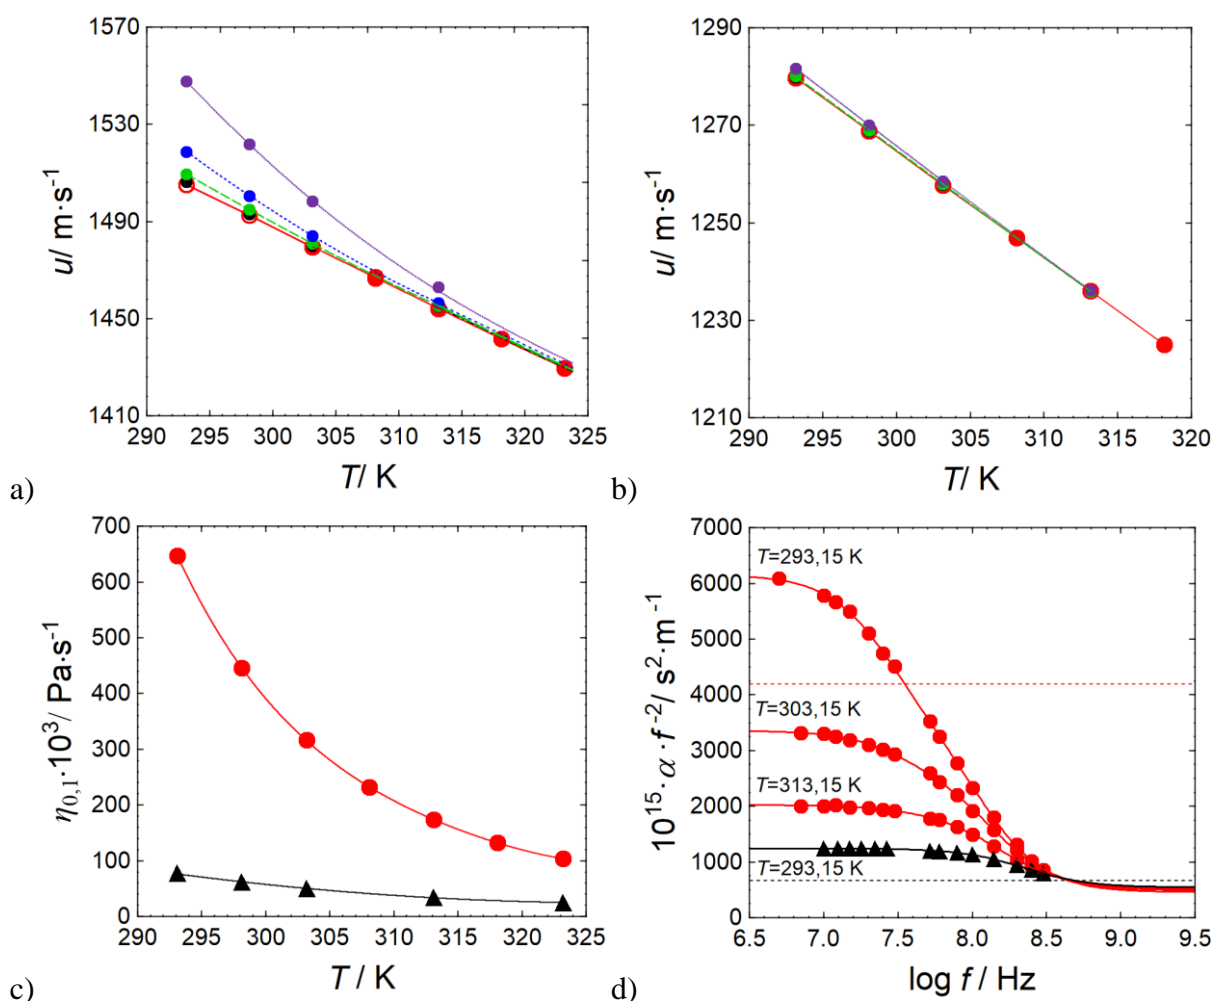 1570
1530
1490
1450
1410
u/ m·s⁻¹
290 295 300 305 310 315 320 325
T/ K
a)
1290
1270
1250
1230
1210
u/ m·s⁻¹
290 295 300 305 310 315 320
T/ K
b)
700
600
500
400
300
200
100
0
η₀,₁·10³/ Pa·s⁻¹
290 295 300 305 310 315 320 325
T / K
c)
7000
6000
5000
4000
3000
2000
1000
0
10¹⁵·α·f⁻²/ s²·m⁻¹
T=293,15 K
T=303,15 K
T=313,15 K
T=293,15 K
6.5 7.0 7.5 8.0 8.5 9.0 9.5
log f / Hz
d)